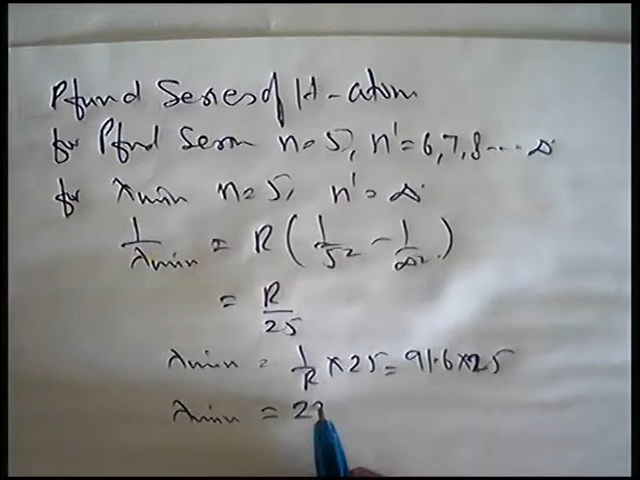 Pfund Series of H-atom
for Pfund Series n=5, n'=6,7,8....∞
for λmin n=5, n'=∞
1/λmin = R(1/5² - 1/∞²)
= R/25
λmin = 1/R × 25 = 91.6×25
λmin = 22